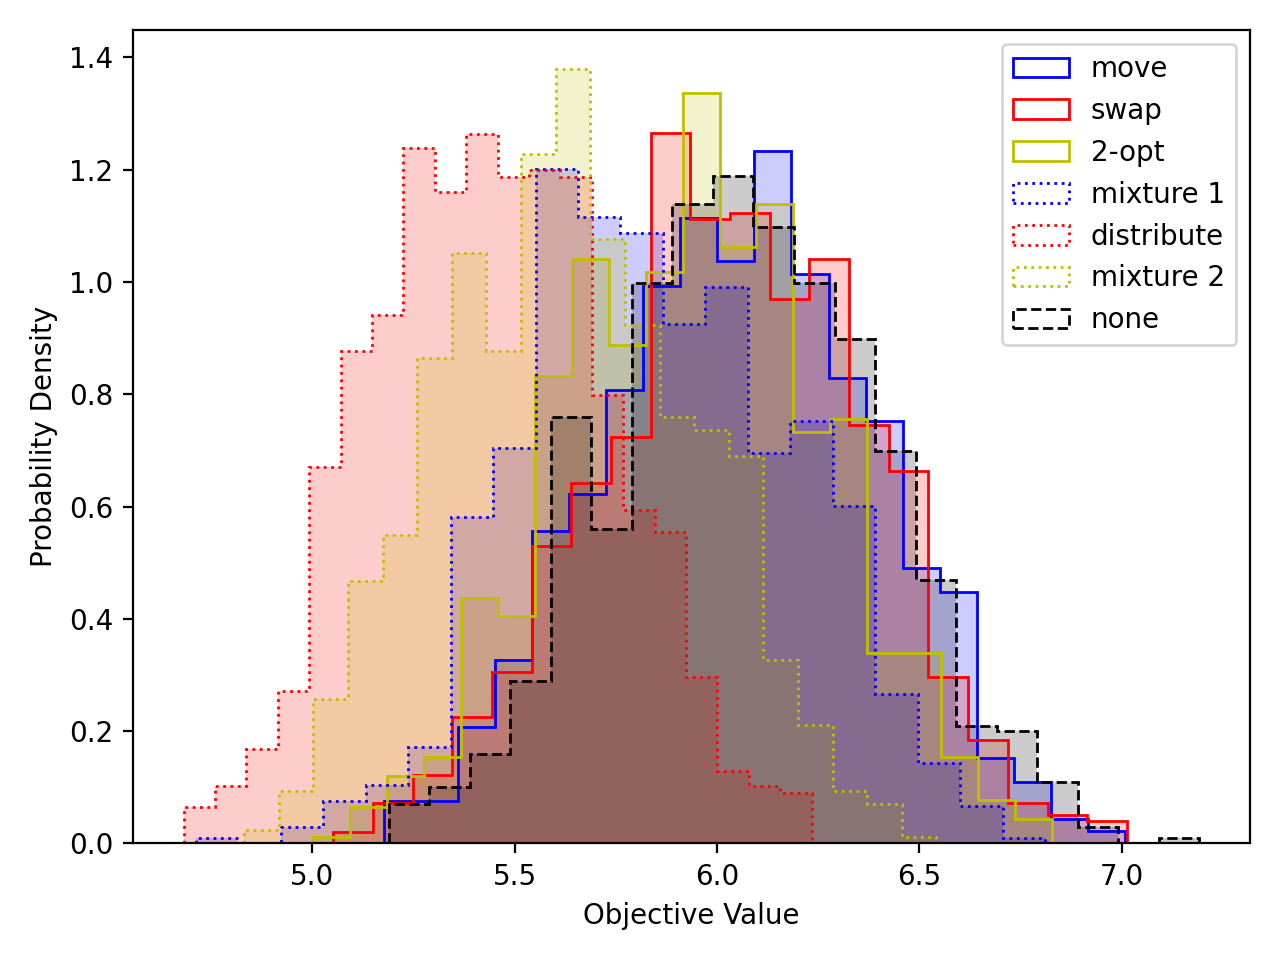 1.4
1.2
1.0
0.8
0.6
0.4
0.2
0.0
Probability Density
5.0
5.5
6.0
6.5
7.0
Objective Value
move
swap
2-opt
mixture 1
distribute
mixture 2
none